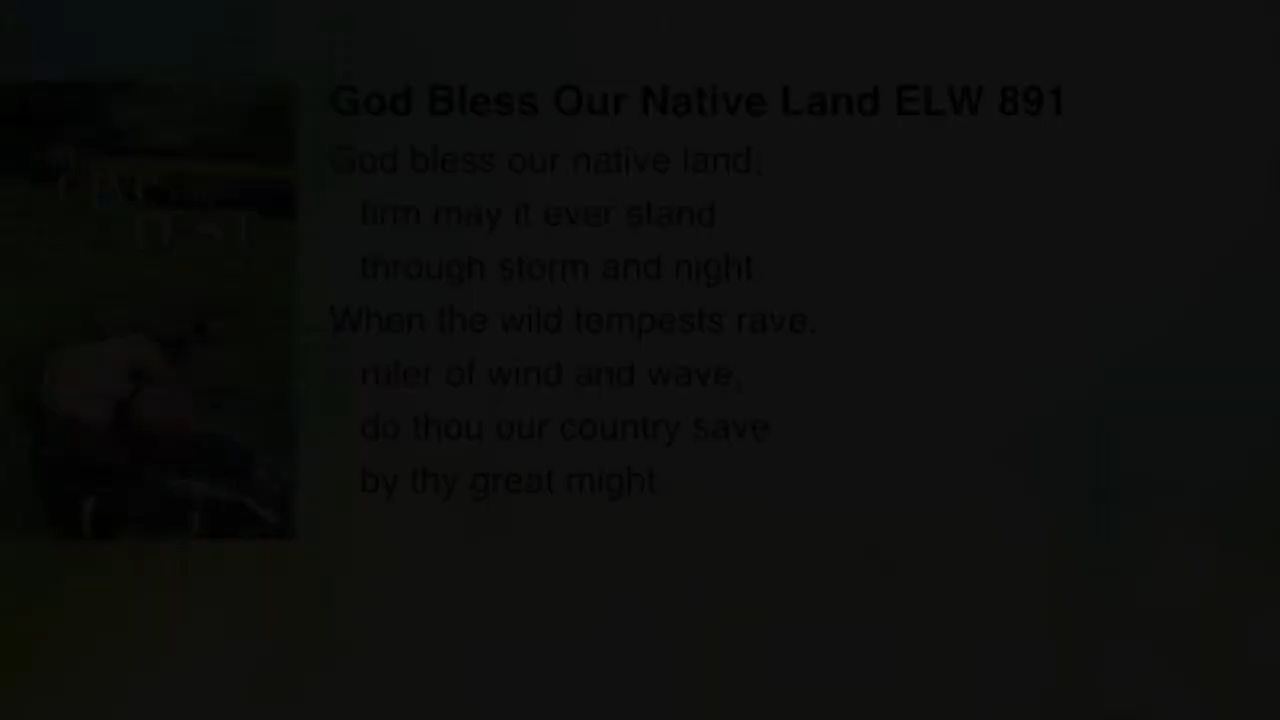 God Bless Our Native Land ELW 891
God bless our native land,
firm may it ever stand
through storm and night
When the wild tempests rave,
ruler of wind and wave,
do thou our country save
by thy great might